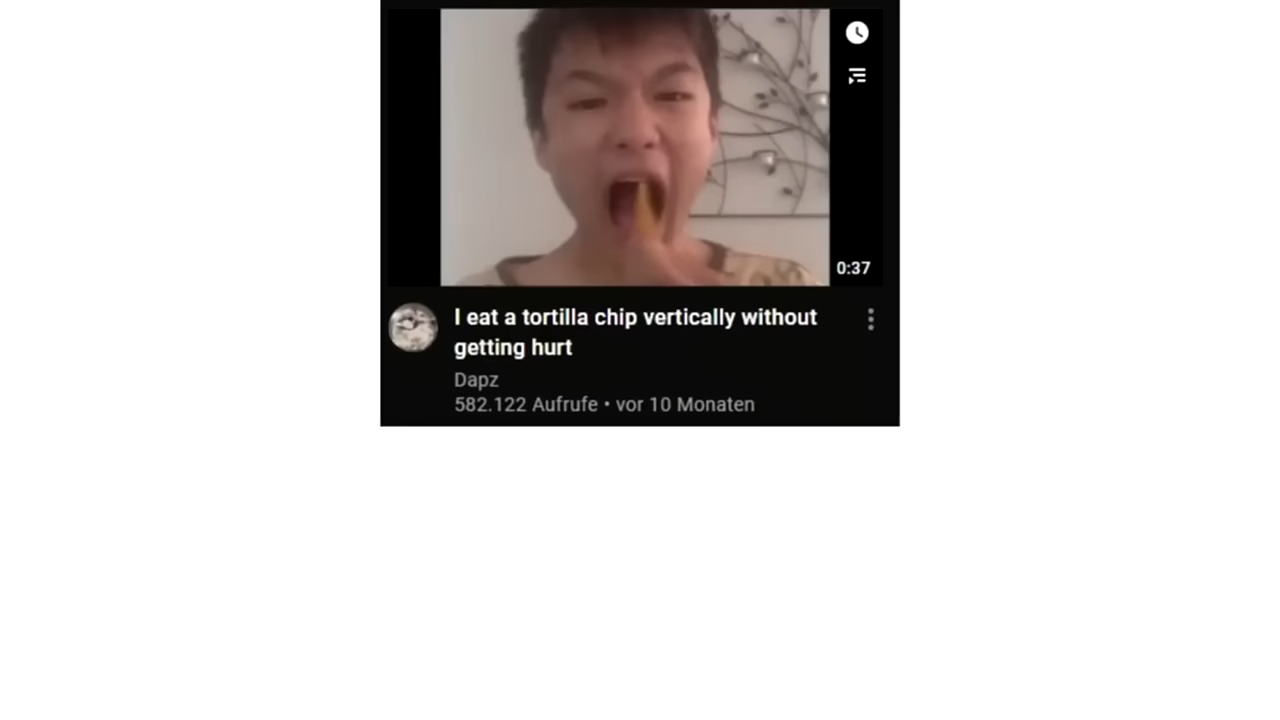 0:37
I eat a tortilla chip vertically without
getting hurt
Dapz
582.122 Aufrufe • vor 10 Monaten